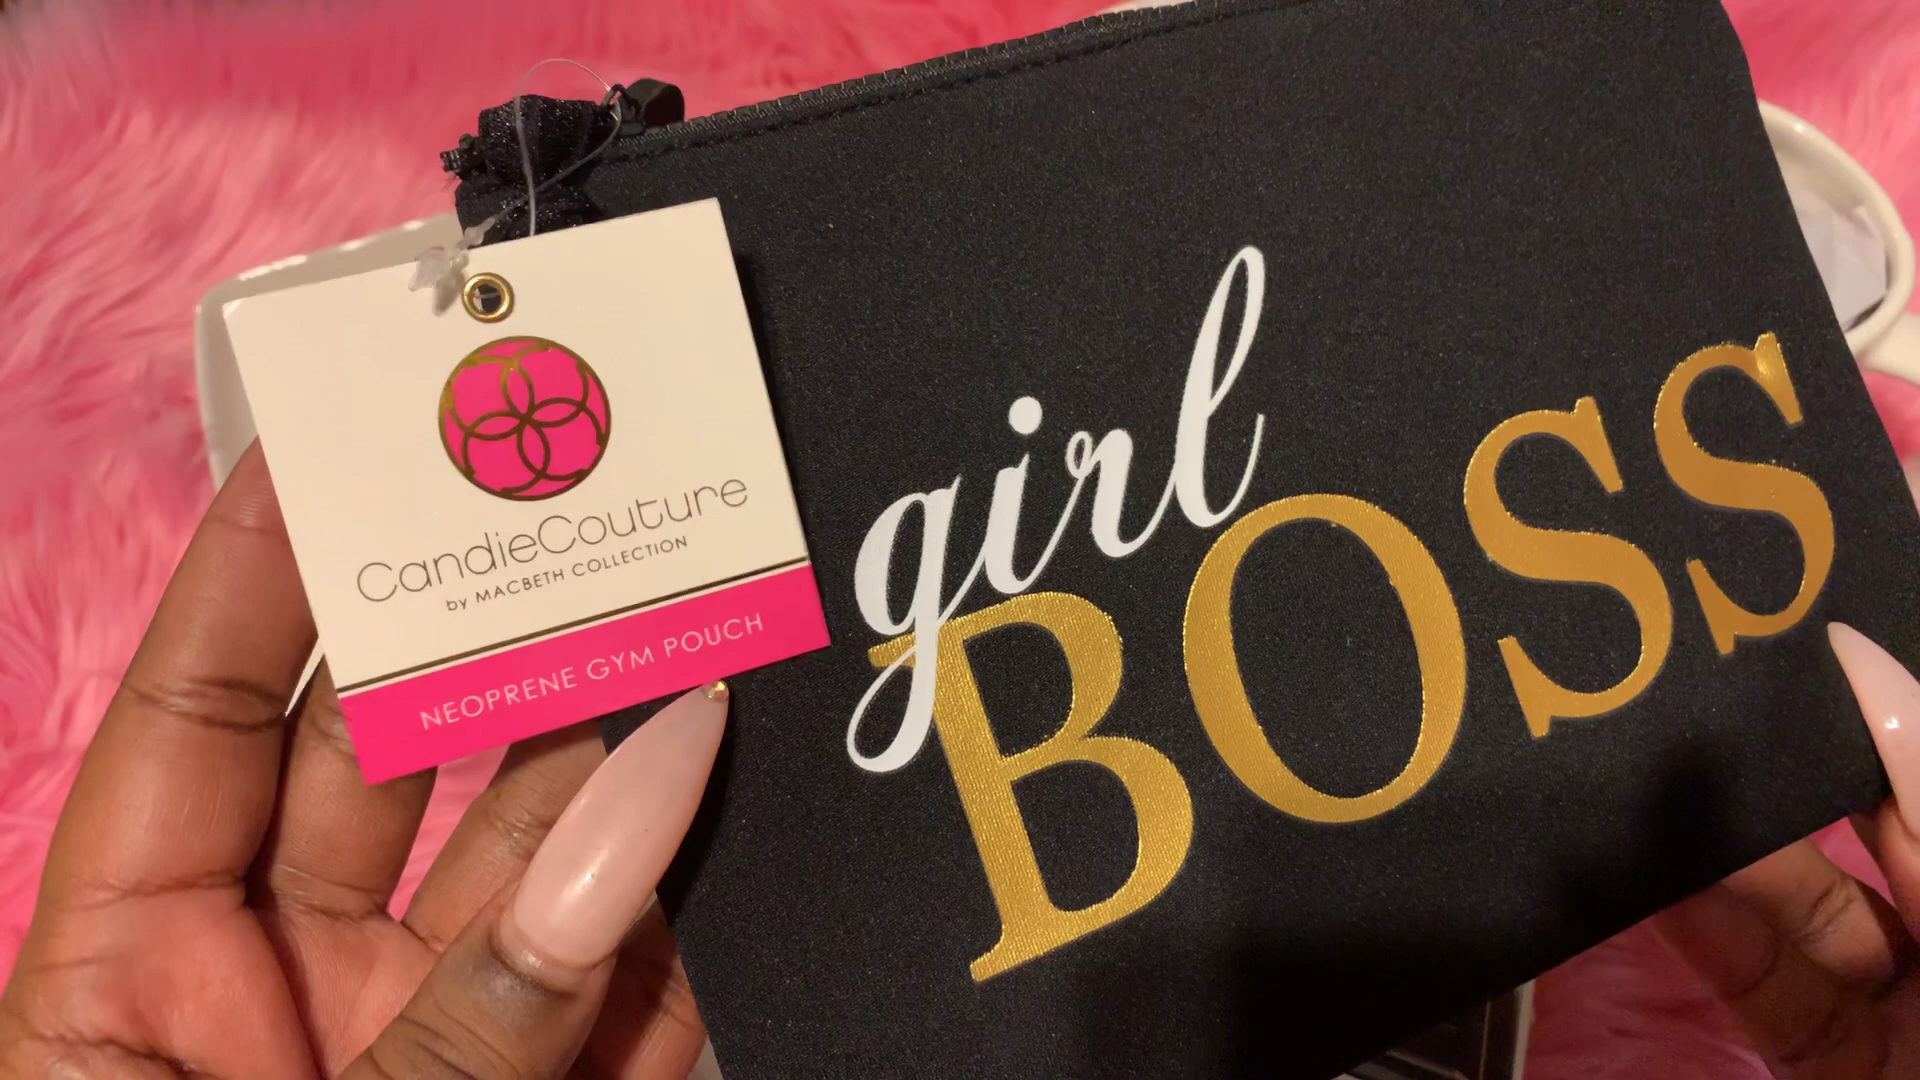 CandieCouture
by MACBETH COLLECTION
NEOPRENE GYM POUCH
girl
BOSS